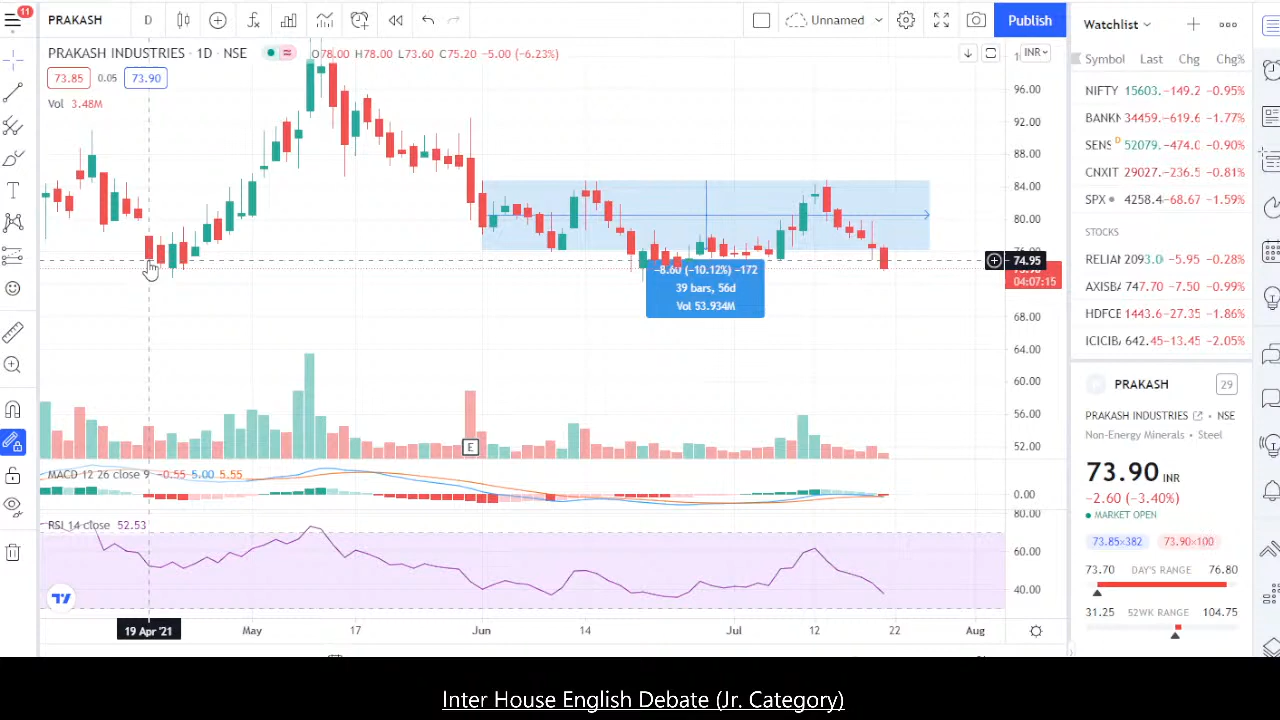 11
PRAKASH
D
Unnamed
Publish
PRAKASH INDUSTRIES · 1D · NSE
O78.00 H78.00 L73.60 C75.20 −5.00 (−6.23%)
INR
73.85 0.05 73.90
Vol 3.48M
96.00
92.00
88.00
84.00
80.00
76.00
74.95
04:07:15
68.00
64.00
60.00
56.00
52.00
−8.60 (−10.12%) −172
39 bars, 56d
Vol 53.934M
E
MACD 12 26 close 9 −0.55 5.00 5.55
0.00
RSI 14 close 52.53
80.00
60.00
40.00
19 Apr '21
May
17
Jun
14
Jul
12
22
Aug
Watchlist
Symbol Last Chg Chg%
NIFTY 15603. −149.2 −0.95%
BANKN 34459. −619.6 −1.77%
SENS D 52079. −474.0 −0.90%
CNXIT 29027. −236.5 −0.81%
SPX 4258.4 −68.67 −1.59%
STOCKS
RELIAI 2093.0 −5.95 −0.28%
AXISBA 747.70 −7.50 −0.99%
HDFCE 1443.6 −27.35 −1.86%
ICICIBA 642.45 −13.45 −2.05%
PRAKASH 29
PRAKASH INDUSTRIES • NSE
Non-Energy Minerals • Steel
73.90 INR
−2.60 (−3.40%)
MARKET OPEN
73.85×382 73.90×100
73.70 DAY'S RANGE 76.80
31.25 52WK RANGE 104.75
Inter House English Debate (Jr. Category)